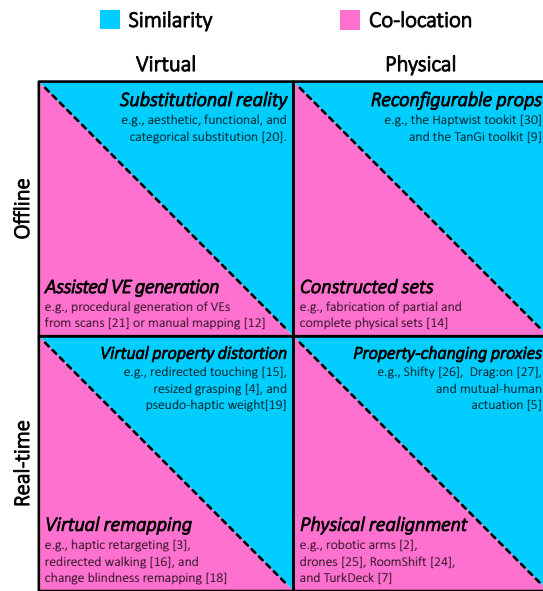 Similarity
Co-location
Virtual
Physical
Offline
Substitutional reality
e.g., aesthetic, functional, and
categorical substitution [20].
Assisted VE generation
e.g., procedural generation of VEs
from scans [21] or manual mapping [12]
Reconfigurable props
e.g., the Haptwist tookit [30]
and the TanGi toolkit [9]
Constructed sets
e.g., fabrication of partial and
complete physical sets [14]
Real-time
Virtual property distortion
e.g., redirected touching [15],
resized grasping [4], and
pseudo-haptic weight[19]
Virtual remapping
e.g., haptic retargeting [3],
redirected walking [16], and
change blindness remapping [18]
Property-changing proxies
e.g., Shifty [26], Drag:on [27],
and mutual-human
actuation [5]
Physical realignment
e.g., robotic arms [2],
drones [25], RoomShift [24],
and TurkDeck [7]